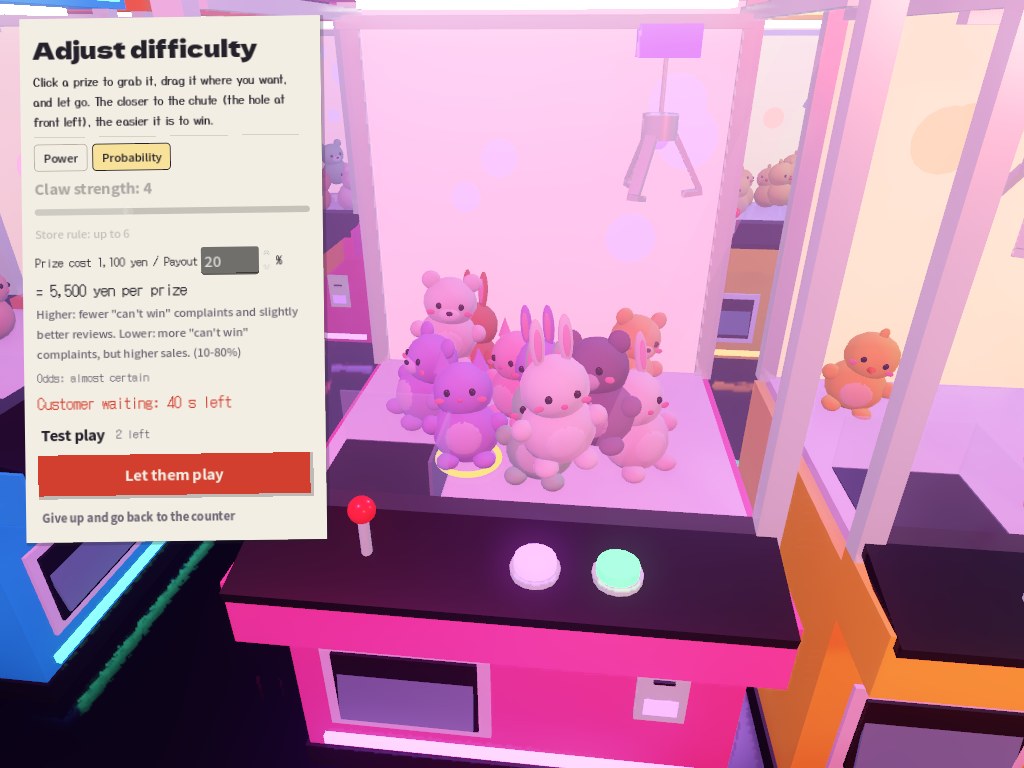 Adjust difficulty
Click a prize to grab it, drag it where you want,
and let go. The closer to the chute (the hole at
front left), the easier it is to win.
Power
Probability
Claw strength: 4
Store rule: up to 6
Prize cost 1,100 yen / Payout 20 %
= 5,500 yen per prize
Higher: fewer "can't win" complaints and slightly
better reviews. Lower: more "can't win"
complaints, but higher sales. (10-80%)
Odds: almost certain
Customer waiting: 40 s left
Test play 2 left
Let them play
Give up and go back to the counter